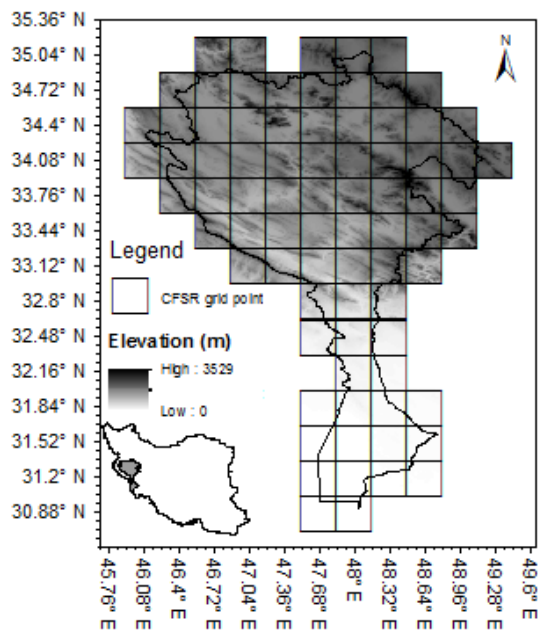 35.36° N
35.04° N
34.72° N
34.4° N
34.08° N
33.76° N
33.44° N
33.12° N
32.8° N
32.48° N
32.16° N
31.84° N
31.52° N
31.2° N
30.88° N
N
Legend
CFSR grid point
Elevation (m)
High : 3529
Low : 0
45.76° E
46.08° E
46.4° E
46.72° E
47.04° E
47.36° E
47.68° E
48° E
48.32° E
48.64° E
48.96° E
49.28° E
49.6° E